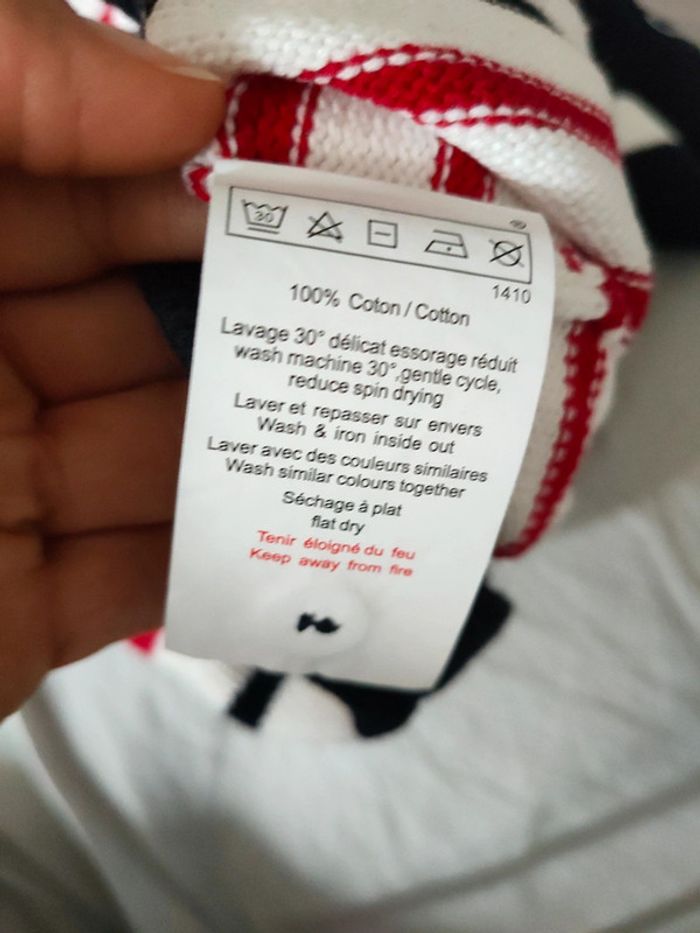 30
1410
100% Coton / Cotton
Lavage 30° délicat essorage réduit
wash machine 30°,gentle cycle,
reduce spin drying
Laver et repasser sur envers
Wash & iron inside out
Laver avec des couleurs similaires
Wash similar colours together
Séchage à plat
flat dry
Tenir éloigné du feu
Keep away from fire